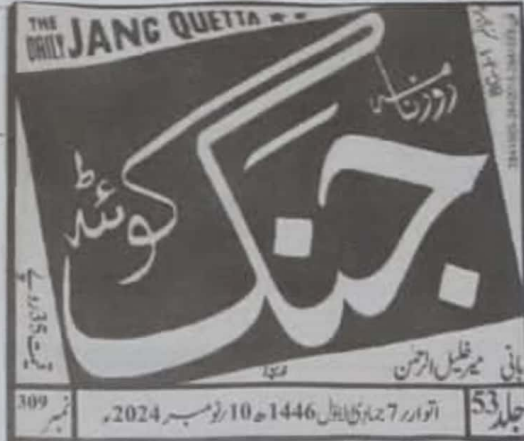 THE DAILY JANG QUETTA
روزنامہ
جنگ
کوئٹہ
قیمت 35 روپے
بانی میر خلیل الرحمٰن
جلد 53
اتوار 7 جمادی الاول 1446ھ 10 نومبر 2024ء
نمبر 309